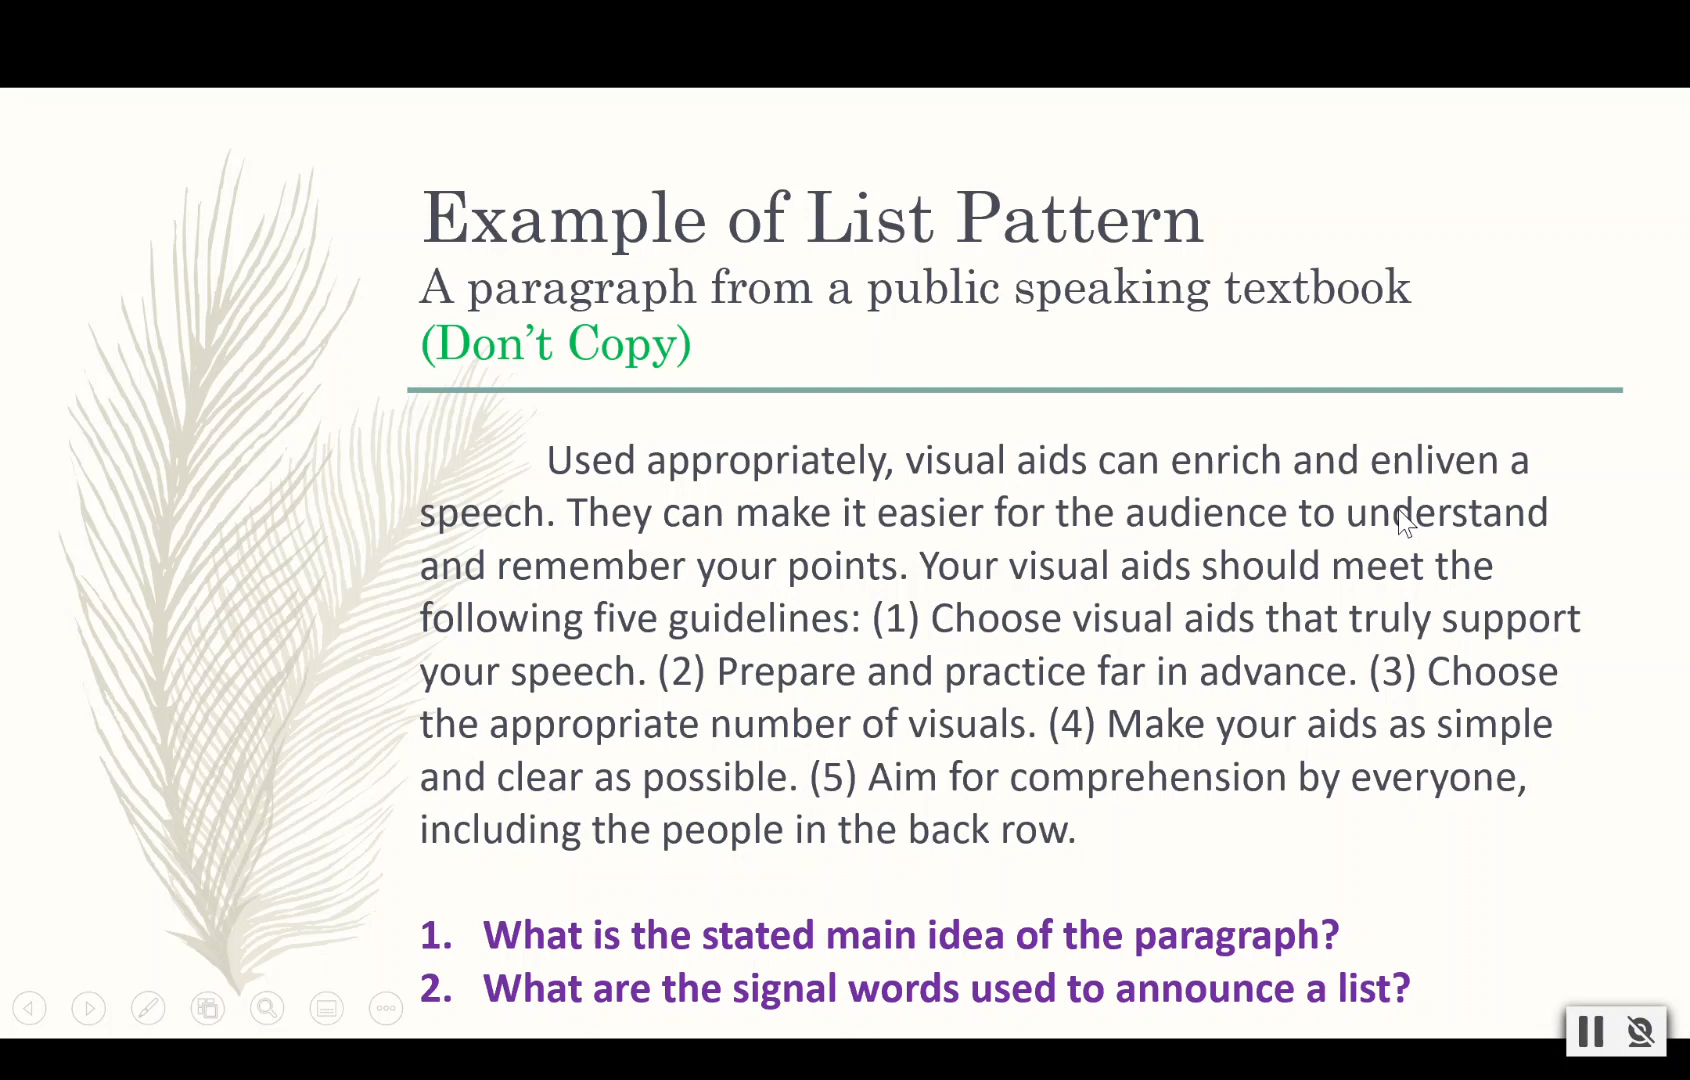 Example of List Pattern
A paragraph from a public speaking textbook
(Don’t Copy)
Used appropriately, visual aids can enrich and enliven a
speech. They can make it easier for the audience to understand
and remember your points. Your visual aids should meet the
following five guidelines: (1) Choose visual aids that truly support
your speech. (2) Prepare and practice far in advance. (3) Choose
the appropriate number of visuals. (4) Make your aids as simple
and clear as possible. (5) Aim for comprehension by everyone,
including the people in the back row.
1. What is the stated main idea of the paragraph?
2. What are the signal words used to announce a list?